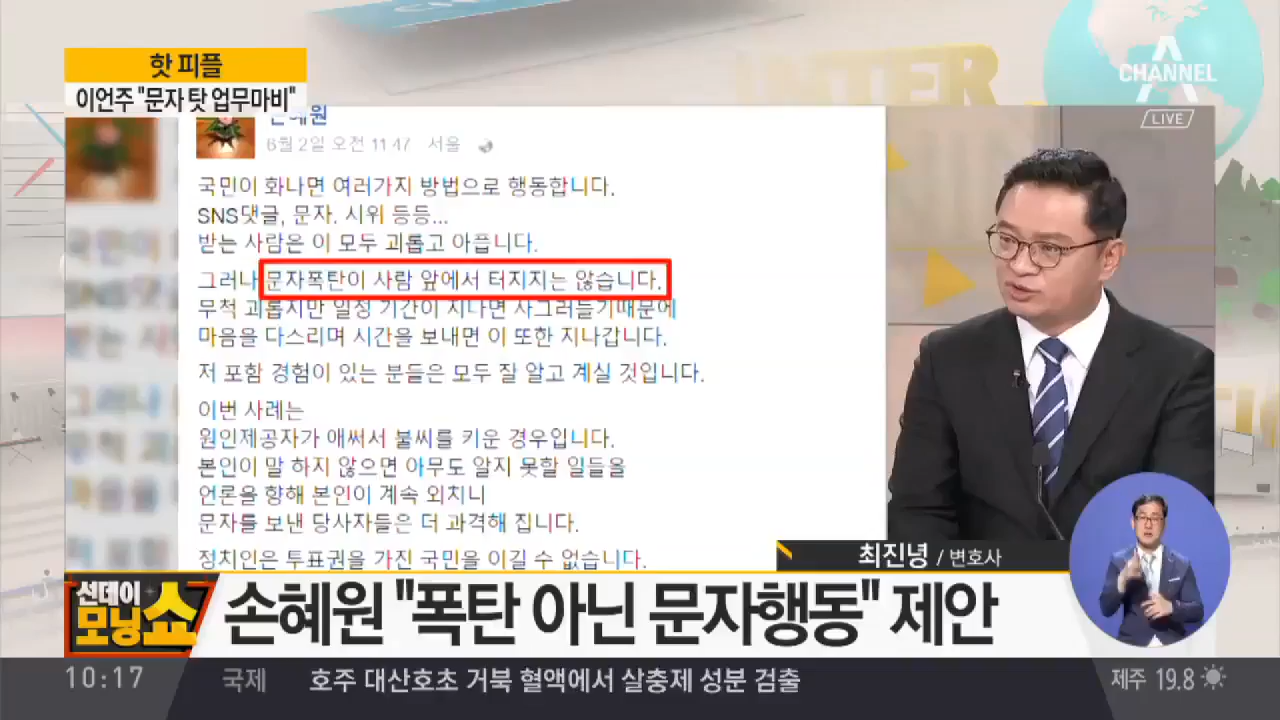 핫 피플
이언주 "문자 탓 업무마비"
CHANNEL A
LIVE
손혜원
6월 2일 오전 11:47 서울
국민이 화나면 여러가지 방법으로 행동합니다.
SNS댓글, 문자. 시위 등등...
받는 사람은 이 모두 괴롭고 아픕니다.
그러나 문자폭탄이 사람 앞에서 터지지는 않습니다.
무척 괴롭지만 일정 기간이 지나면 사그러들기때문에
마음을 다스리며 시간을 보내면 이 또한 지나갑니다.
저 포함 경험이 있는 분들은 모두 잘 알고 계실 것입니다.
이번 사례는
원인제공자가 애써서 불씨를 키운 경우입니다.
본인이 말 하지 않으면 아무도 알지 못할 일들을
언론을 향해 본인이 계속 외치니
문자를 보낸 당사자들은 더 과격해 집니다.
정치인은 투표권을 가진 국민을 이길 수 없습니다.
최진녕 / 변호사
선데이 모닝쇼
손혜원 "폭탄 아닌 문자행동" 제안
10:17 국제 호주 대산호초 거북 혈액에서 살충제 성분 검출 제주 19.8